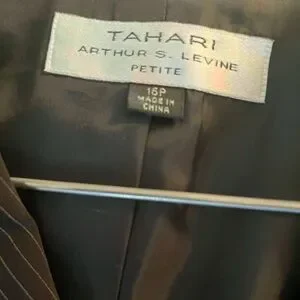 TAHARI
ARTHUR S. LEVINE
PETITE
16P
MADE IN
CHINA